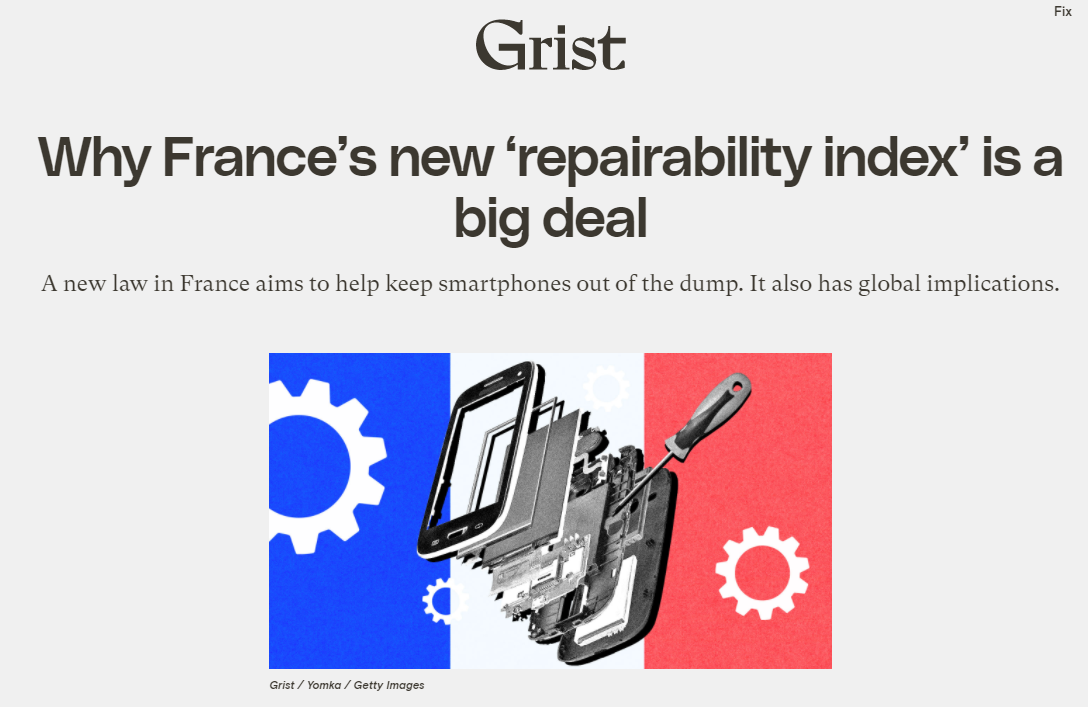 Fix
Grist
Why France’s new ‘repairability index’ is a
big deal
A new law in France aims to help keep smartphones out of the dump. It also has global implications.
Grist / Yomka / Getty Images